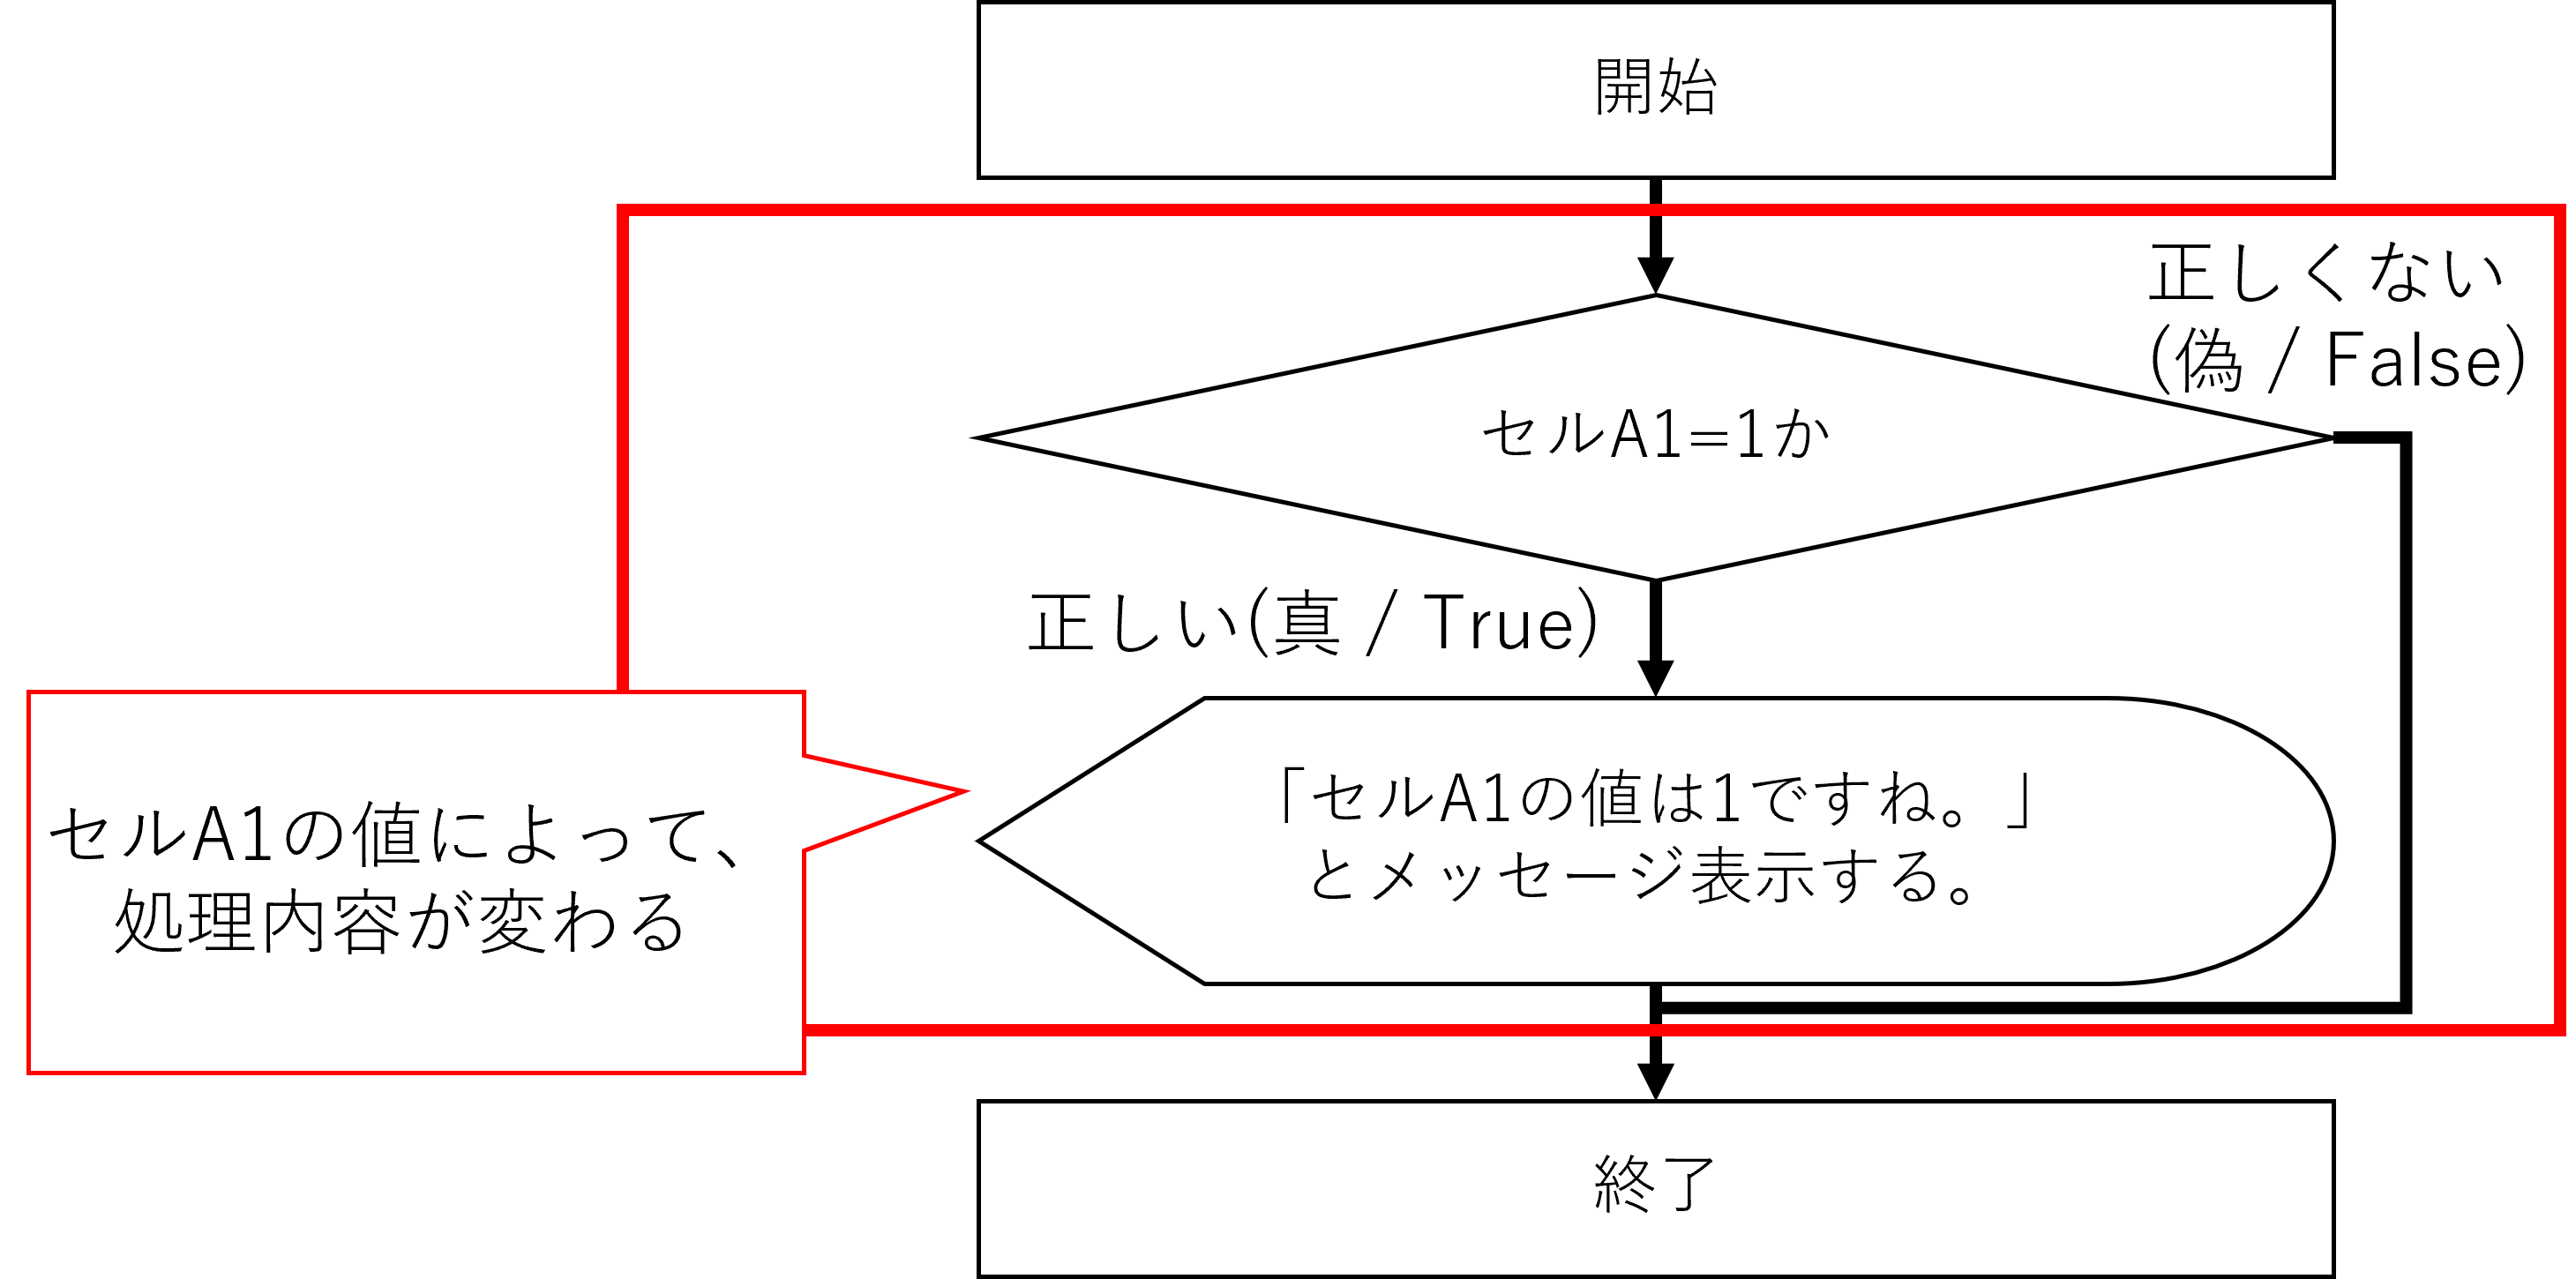 開始
正しくない
(偽 / False)
セルA1=1か
正しい(真 / True)
「セルA1の値は1ですね。」
とメッセージ表示する。
セルA1の値によって、
処理内容が変わる
終了